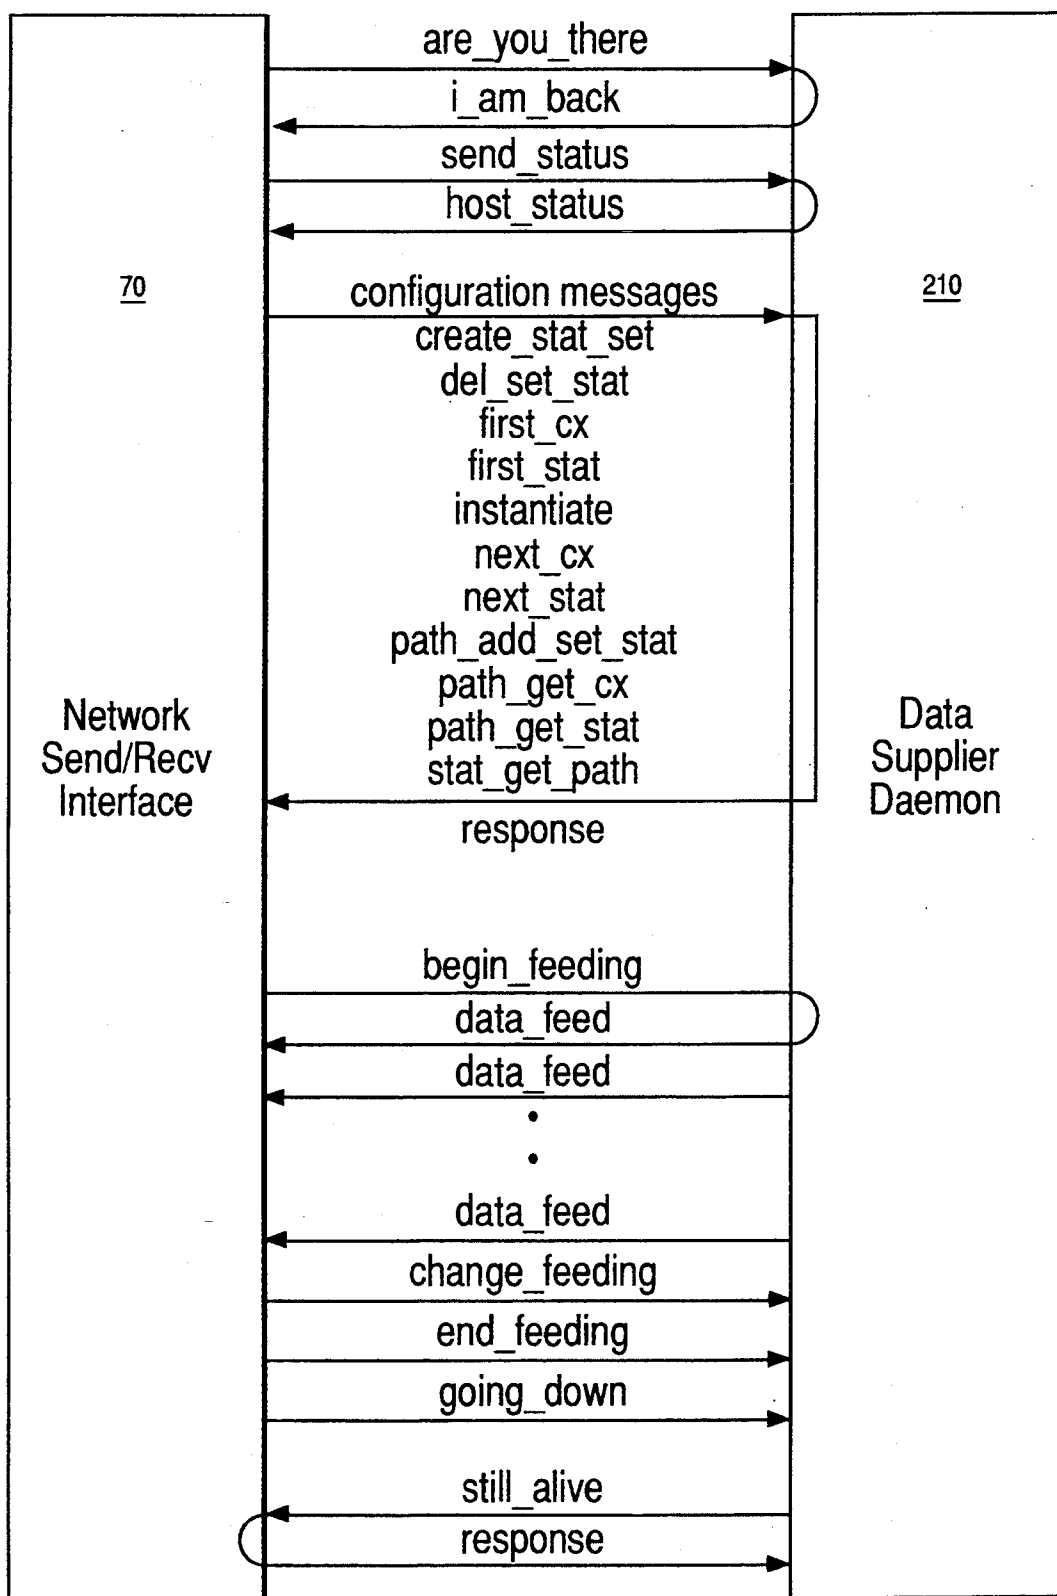 are_you_there
i_am_back
send_status
host_status
70
configuration messages
210
create_stat_set
del_set_stat
first_cx
first_stat
instantiate
next_cx
next_stat
path_add_set_stat
path_get_cx
path_get_stat
stat_get_path
response
Network
Send/Recv
Interface
Data
Supplier
Daemon
begin_feeding
data_feed
data_feed
data_feed
change_feeding
end_feeding
going_down
still_alive
response